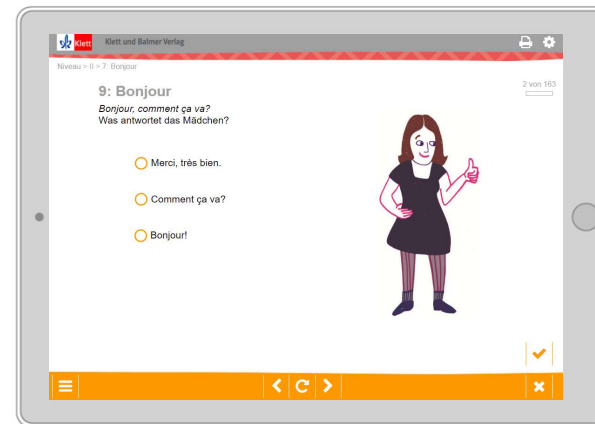 Klett
Klett und Balmer Verlag
Niveau > II > 7: Bonjour
2 von 163
9: Bonjour
Bonjour, comment ça va?
Was antwortet das Mädchen?
Merci, très bien.
Comment ça va?
Bonjour!